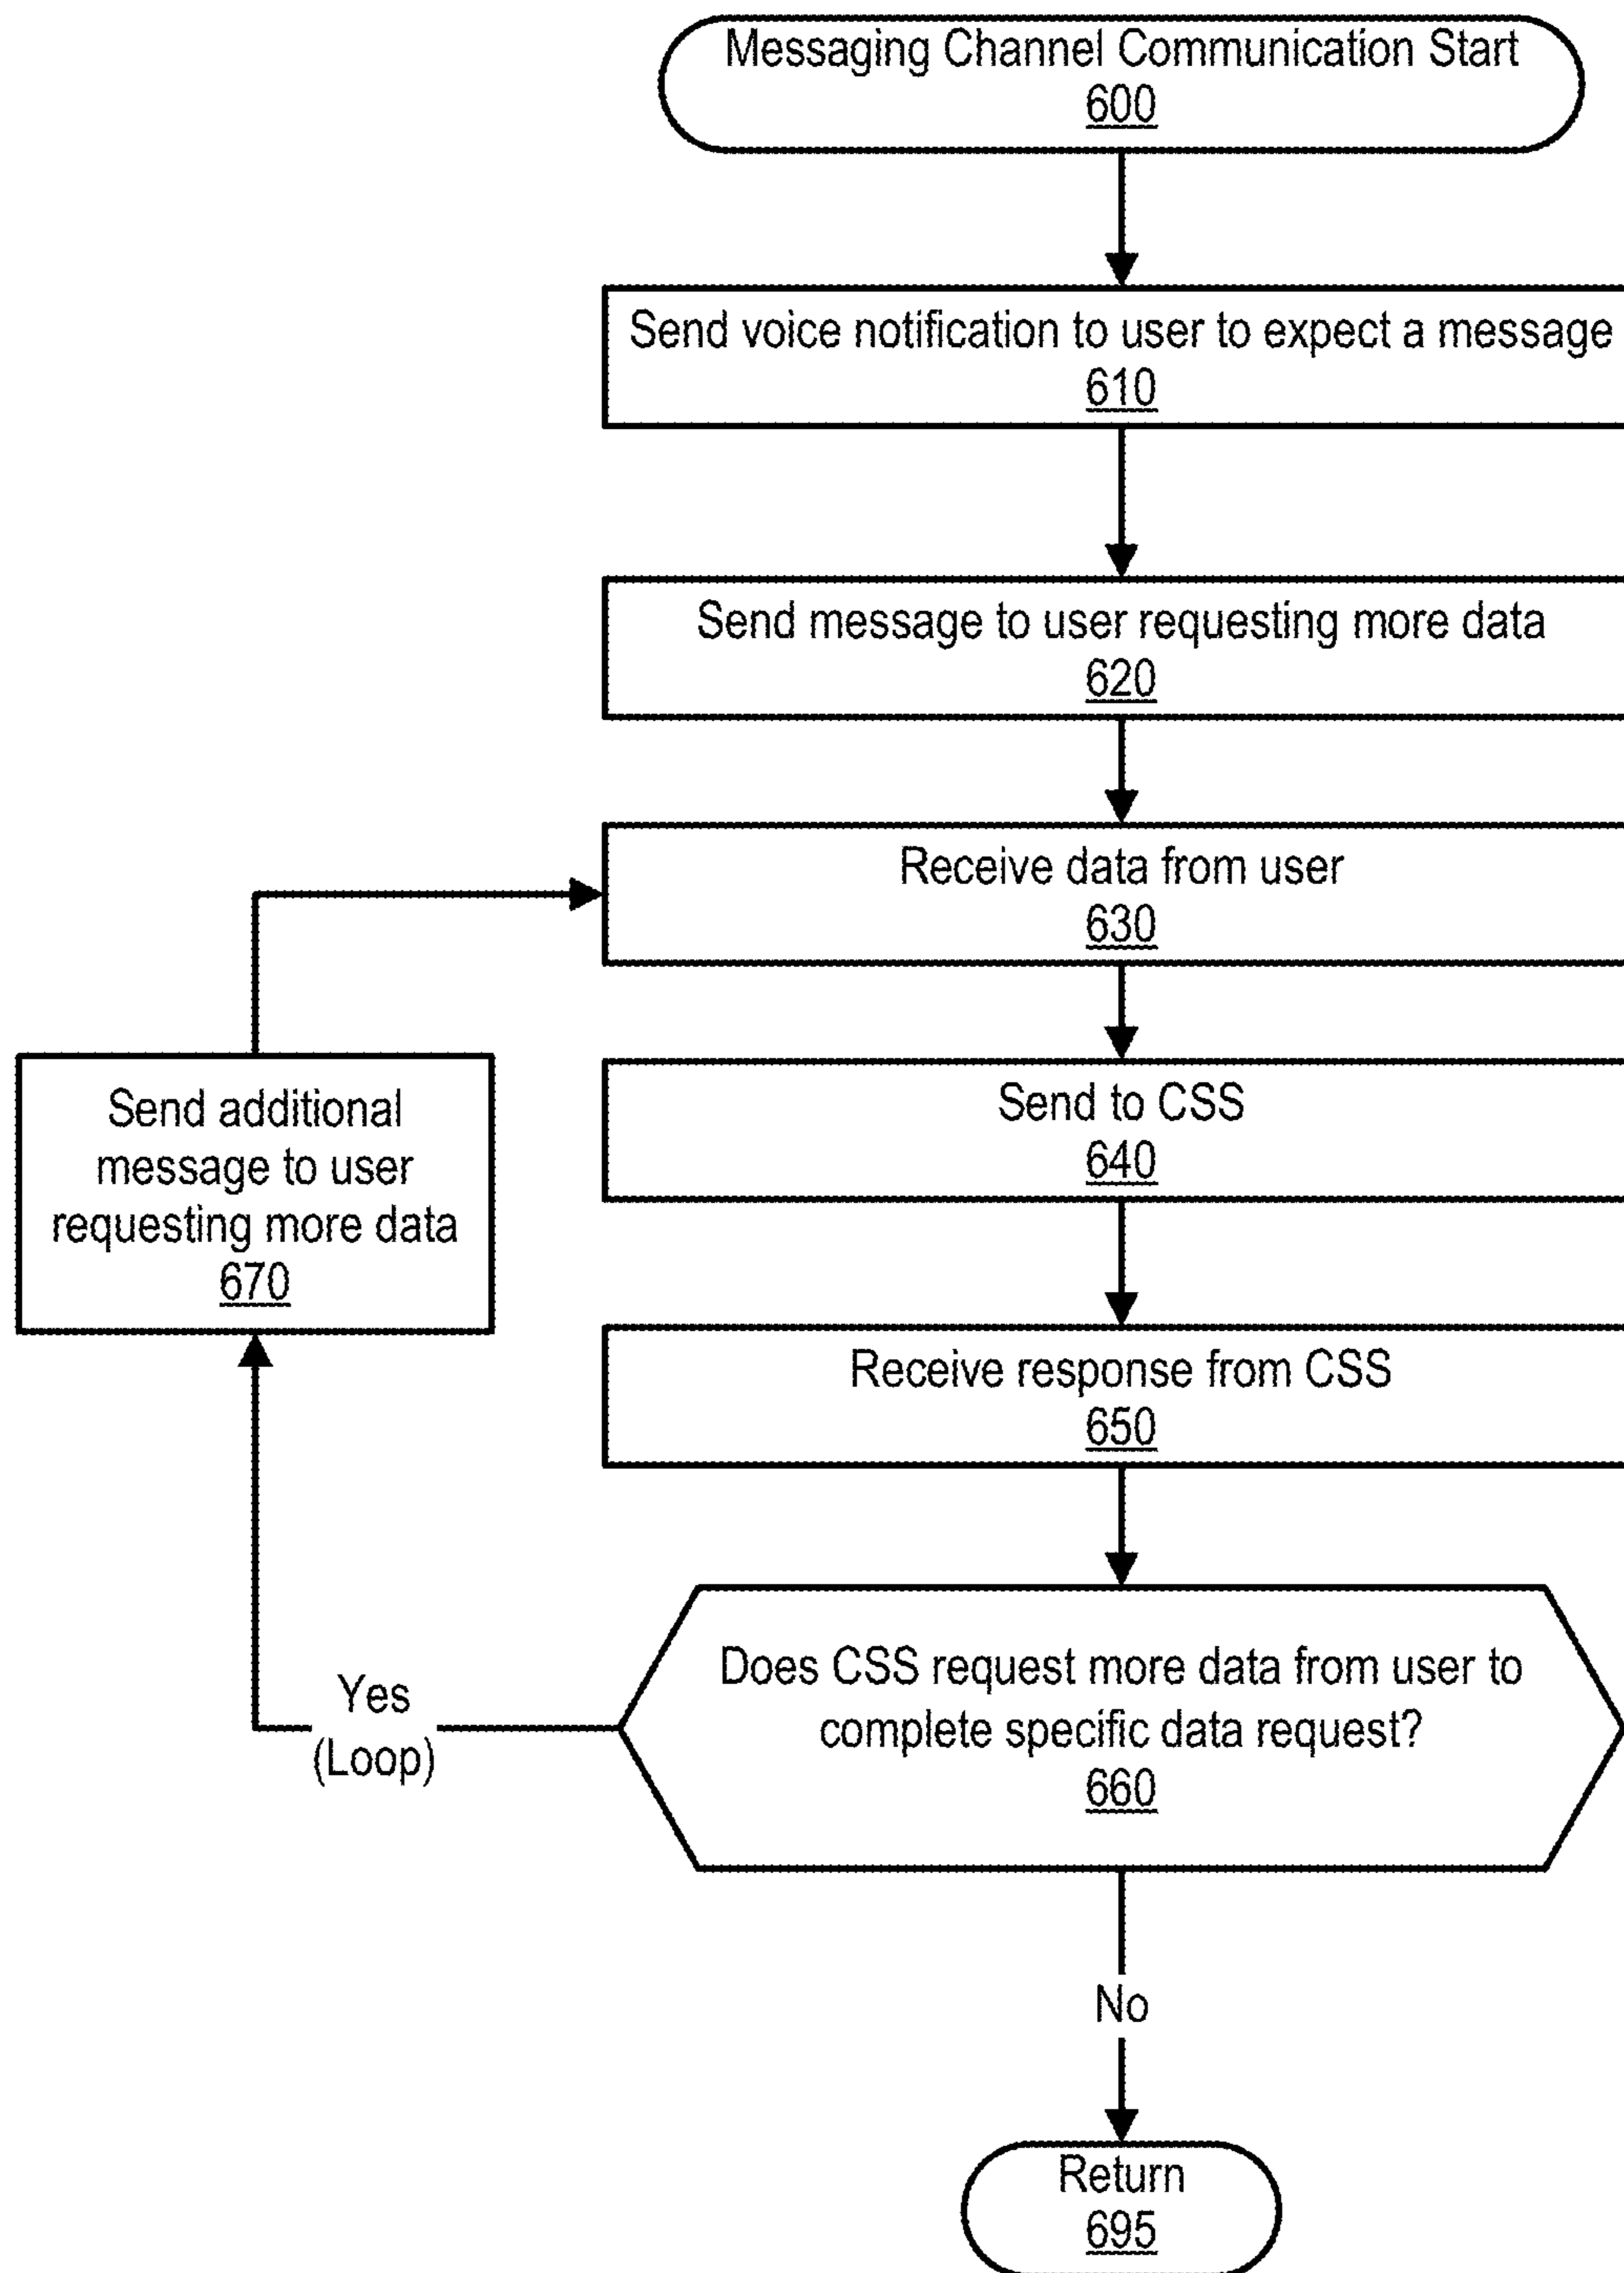 Messaging Channel Communication Start
600
Send voice notification to user to expect a message
610
Send message to user requesting more data
620
Receive data from user
630
Send to CSS
640
Send additional
message to user
requesting more data
670
Receive response from CSS
650
Does CSS request more data from user to
complete specific data request?
660
Yes
(Loop)
No
Return
695